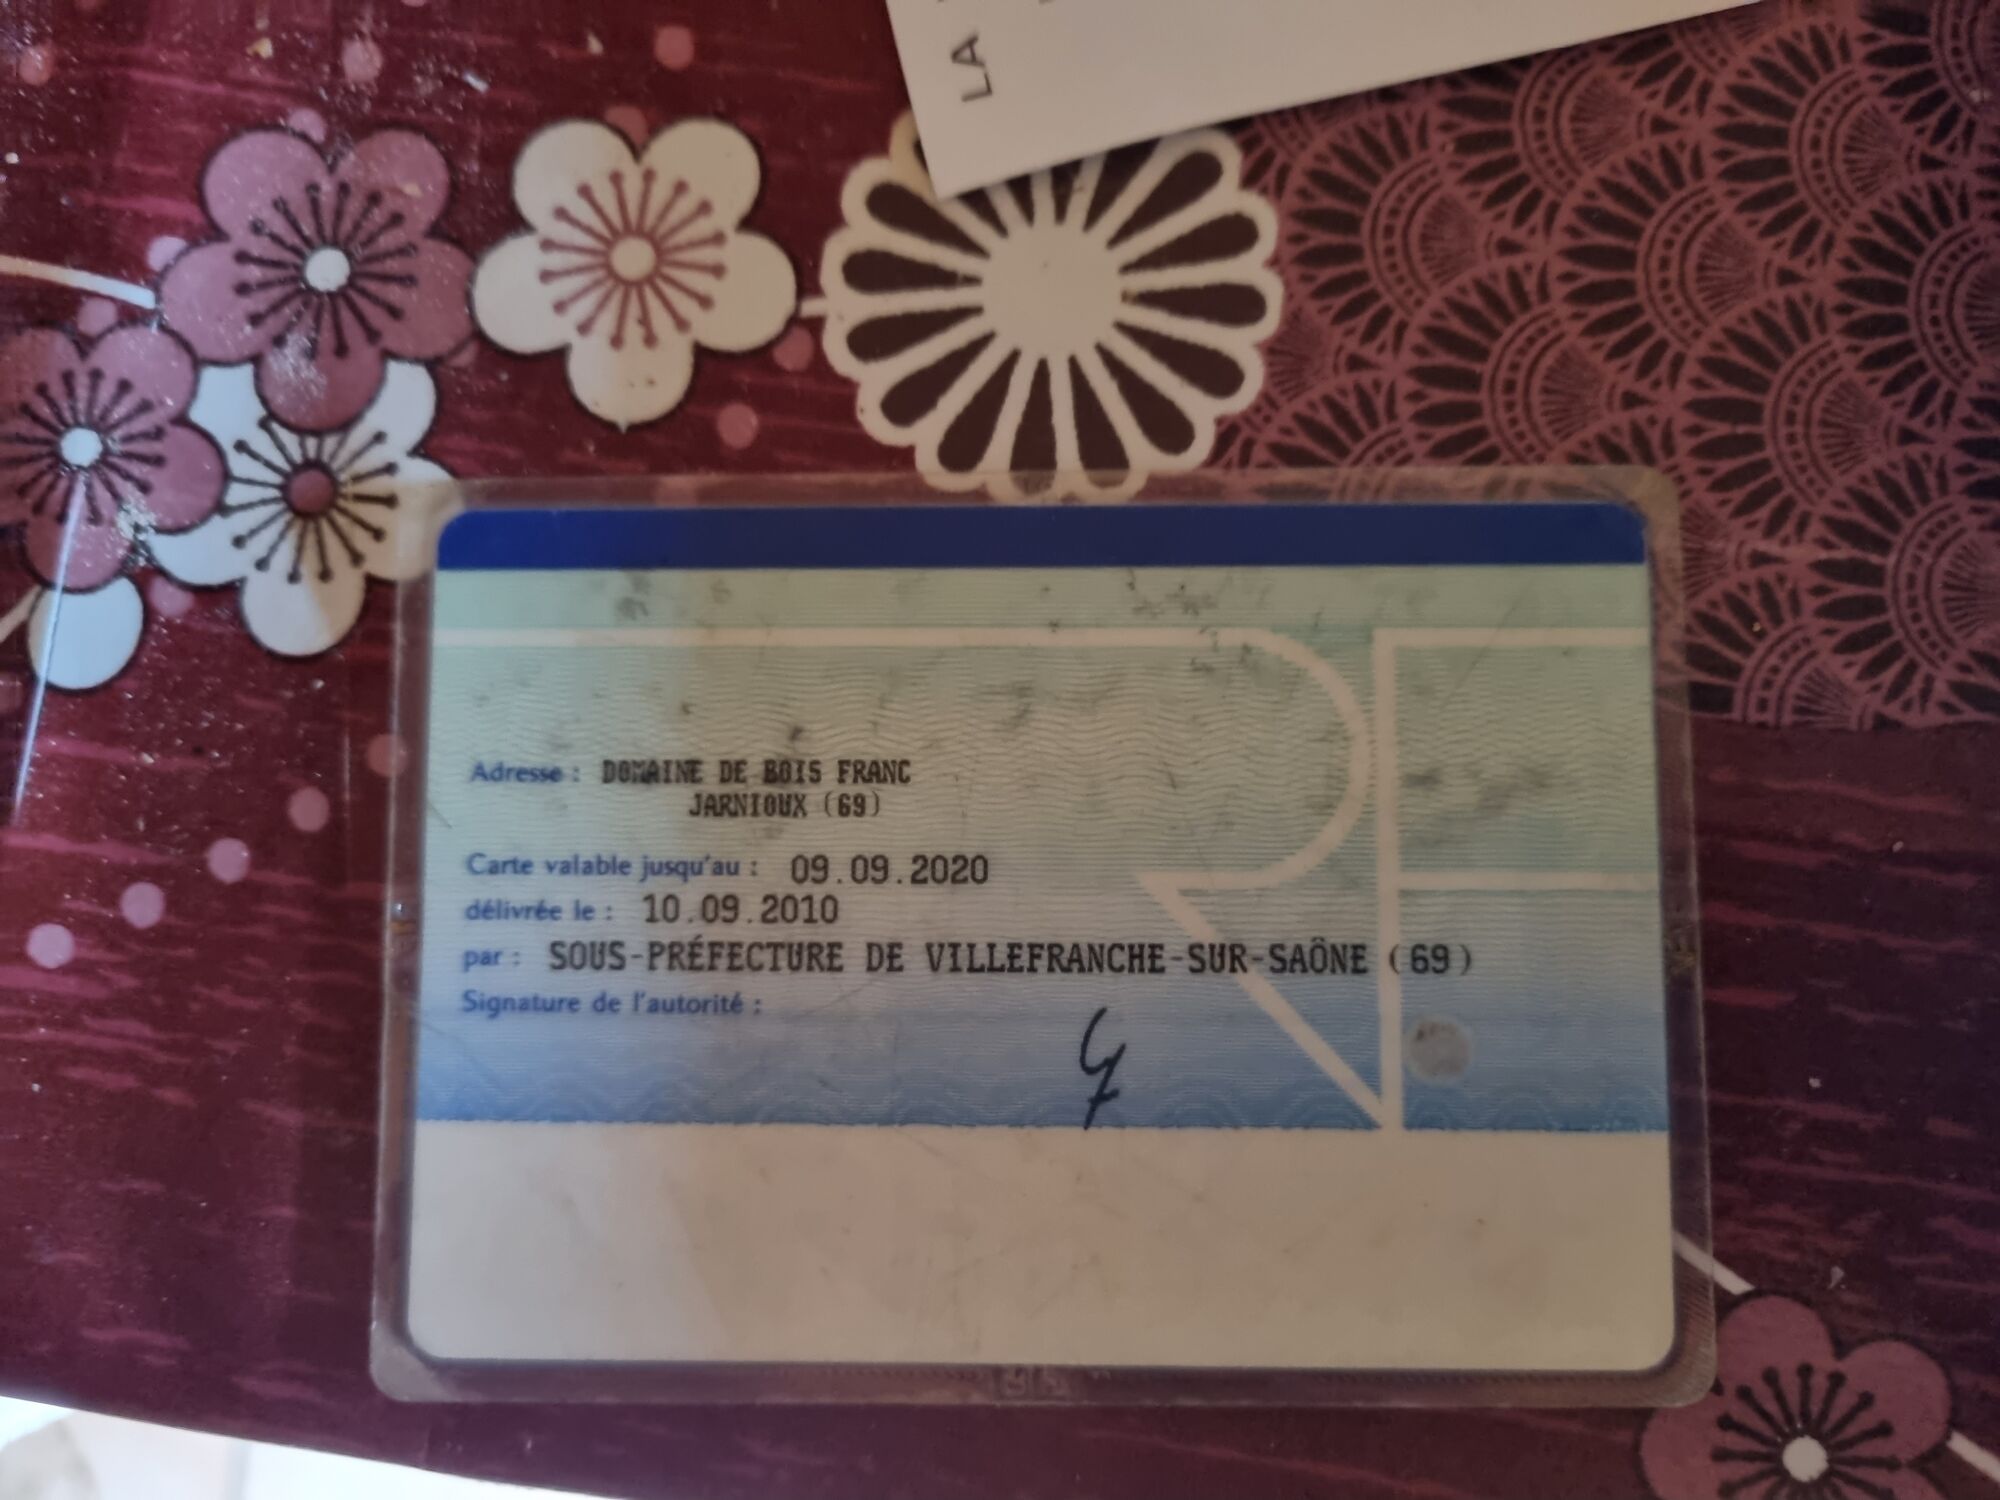 LA
Adresse : DOMAINE DE BOIS FRANC
JARNIOUX (69)
Carte valable jusqu'au : 09.09.2020
délivrée le : 10.09.2010
par : SOUS-PRÉFECTURE DE VILLEFRANCHE-SUR-SAÔNE (69)
Signature de l'autorité :